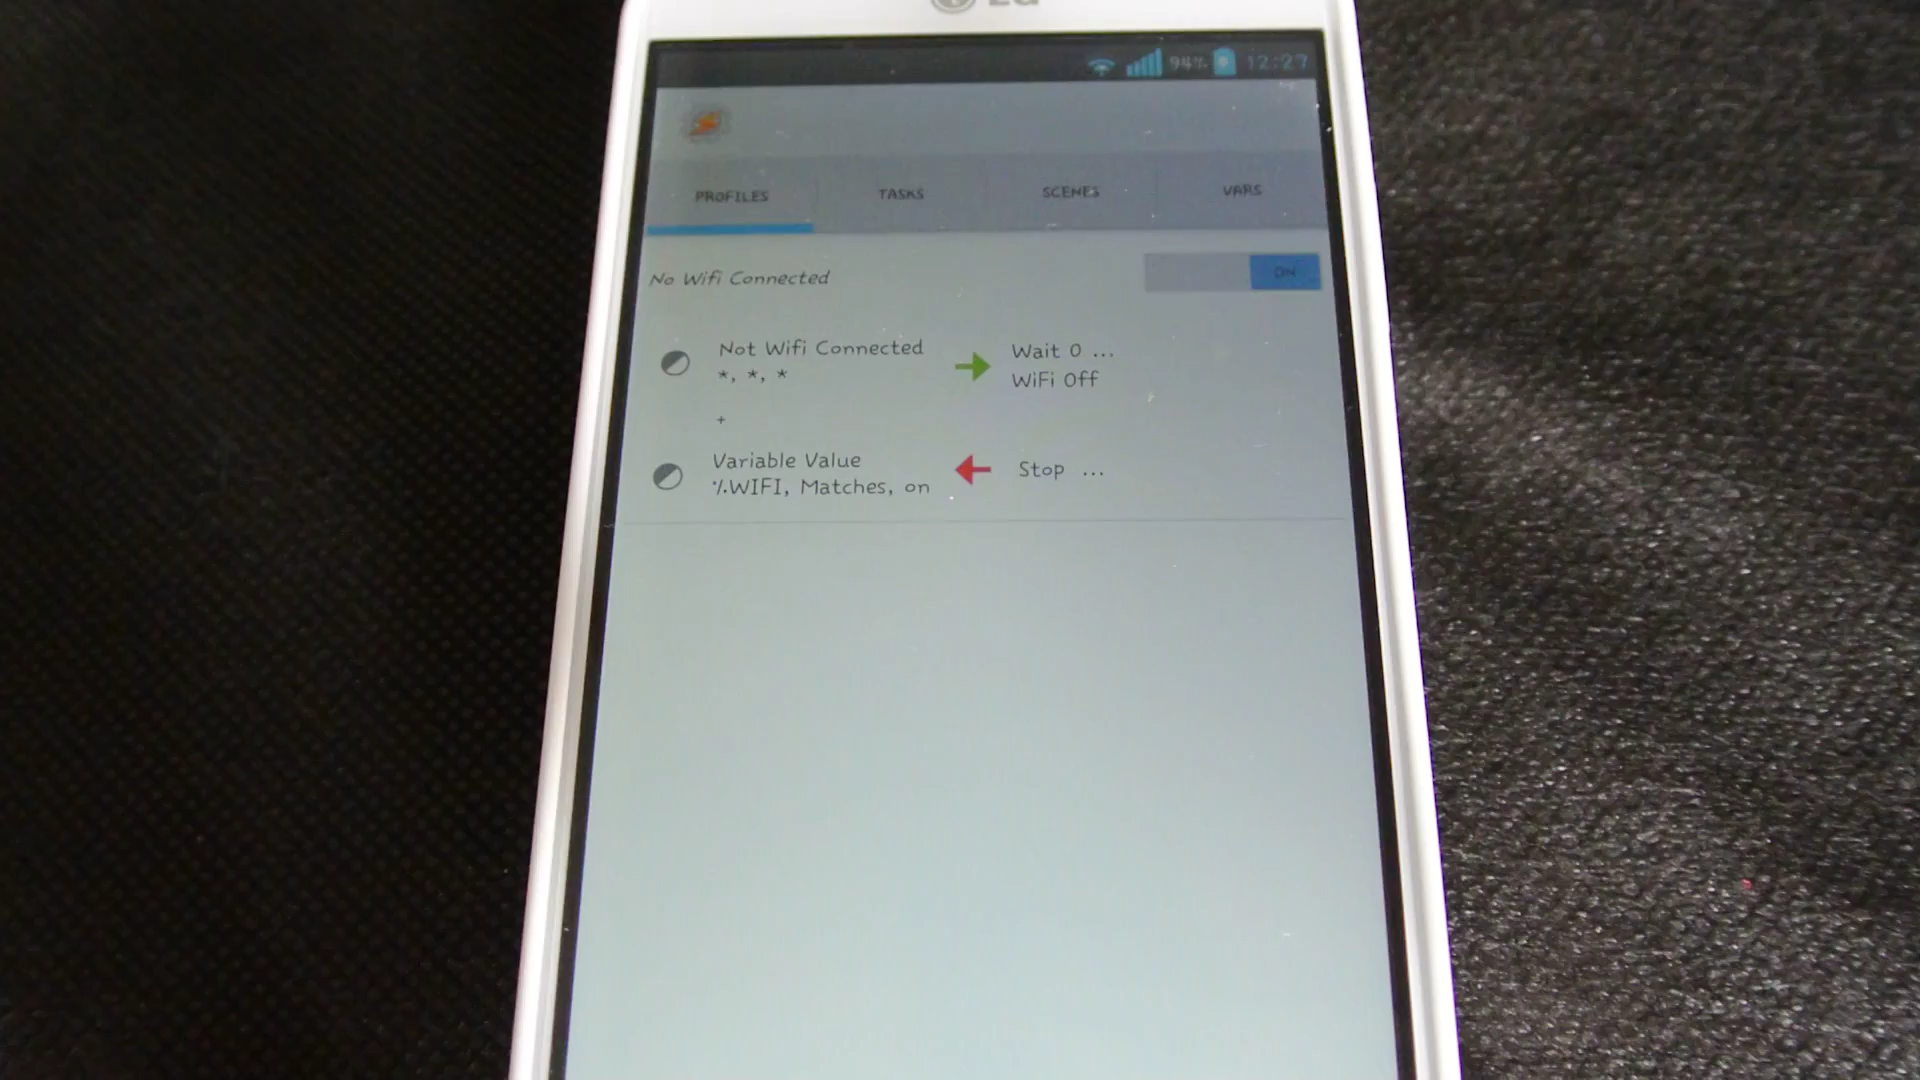 LG
94% 12:27
PROFILES TASKS SCENES VARS
No Wifi Connected ON
Not Wifi Connected
*, *, *
Wait 0 ...
WiFi Off
+
Variable Value
%WIFI, Matches, on
Stop ...